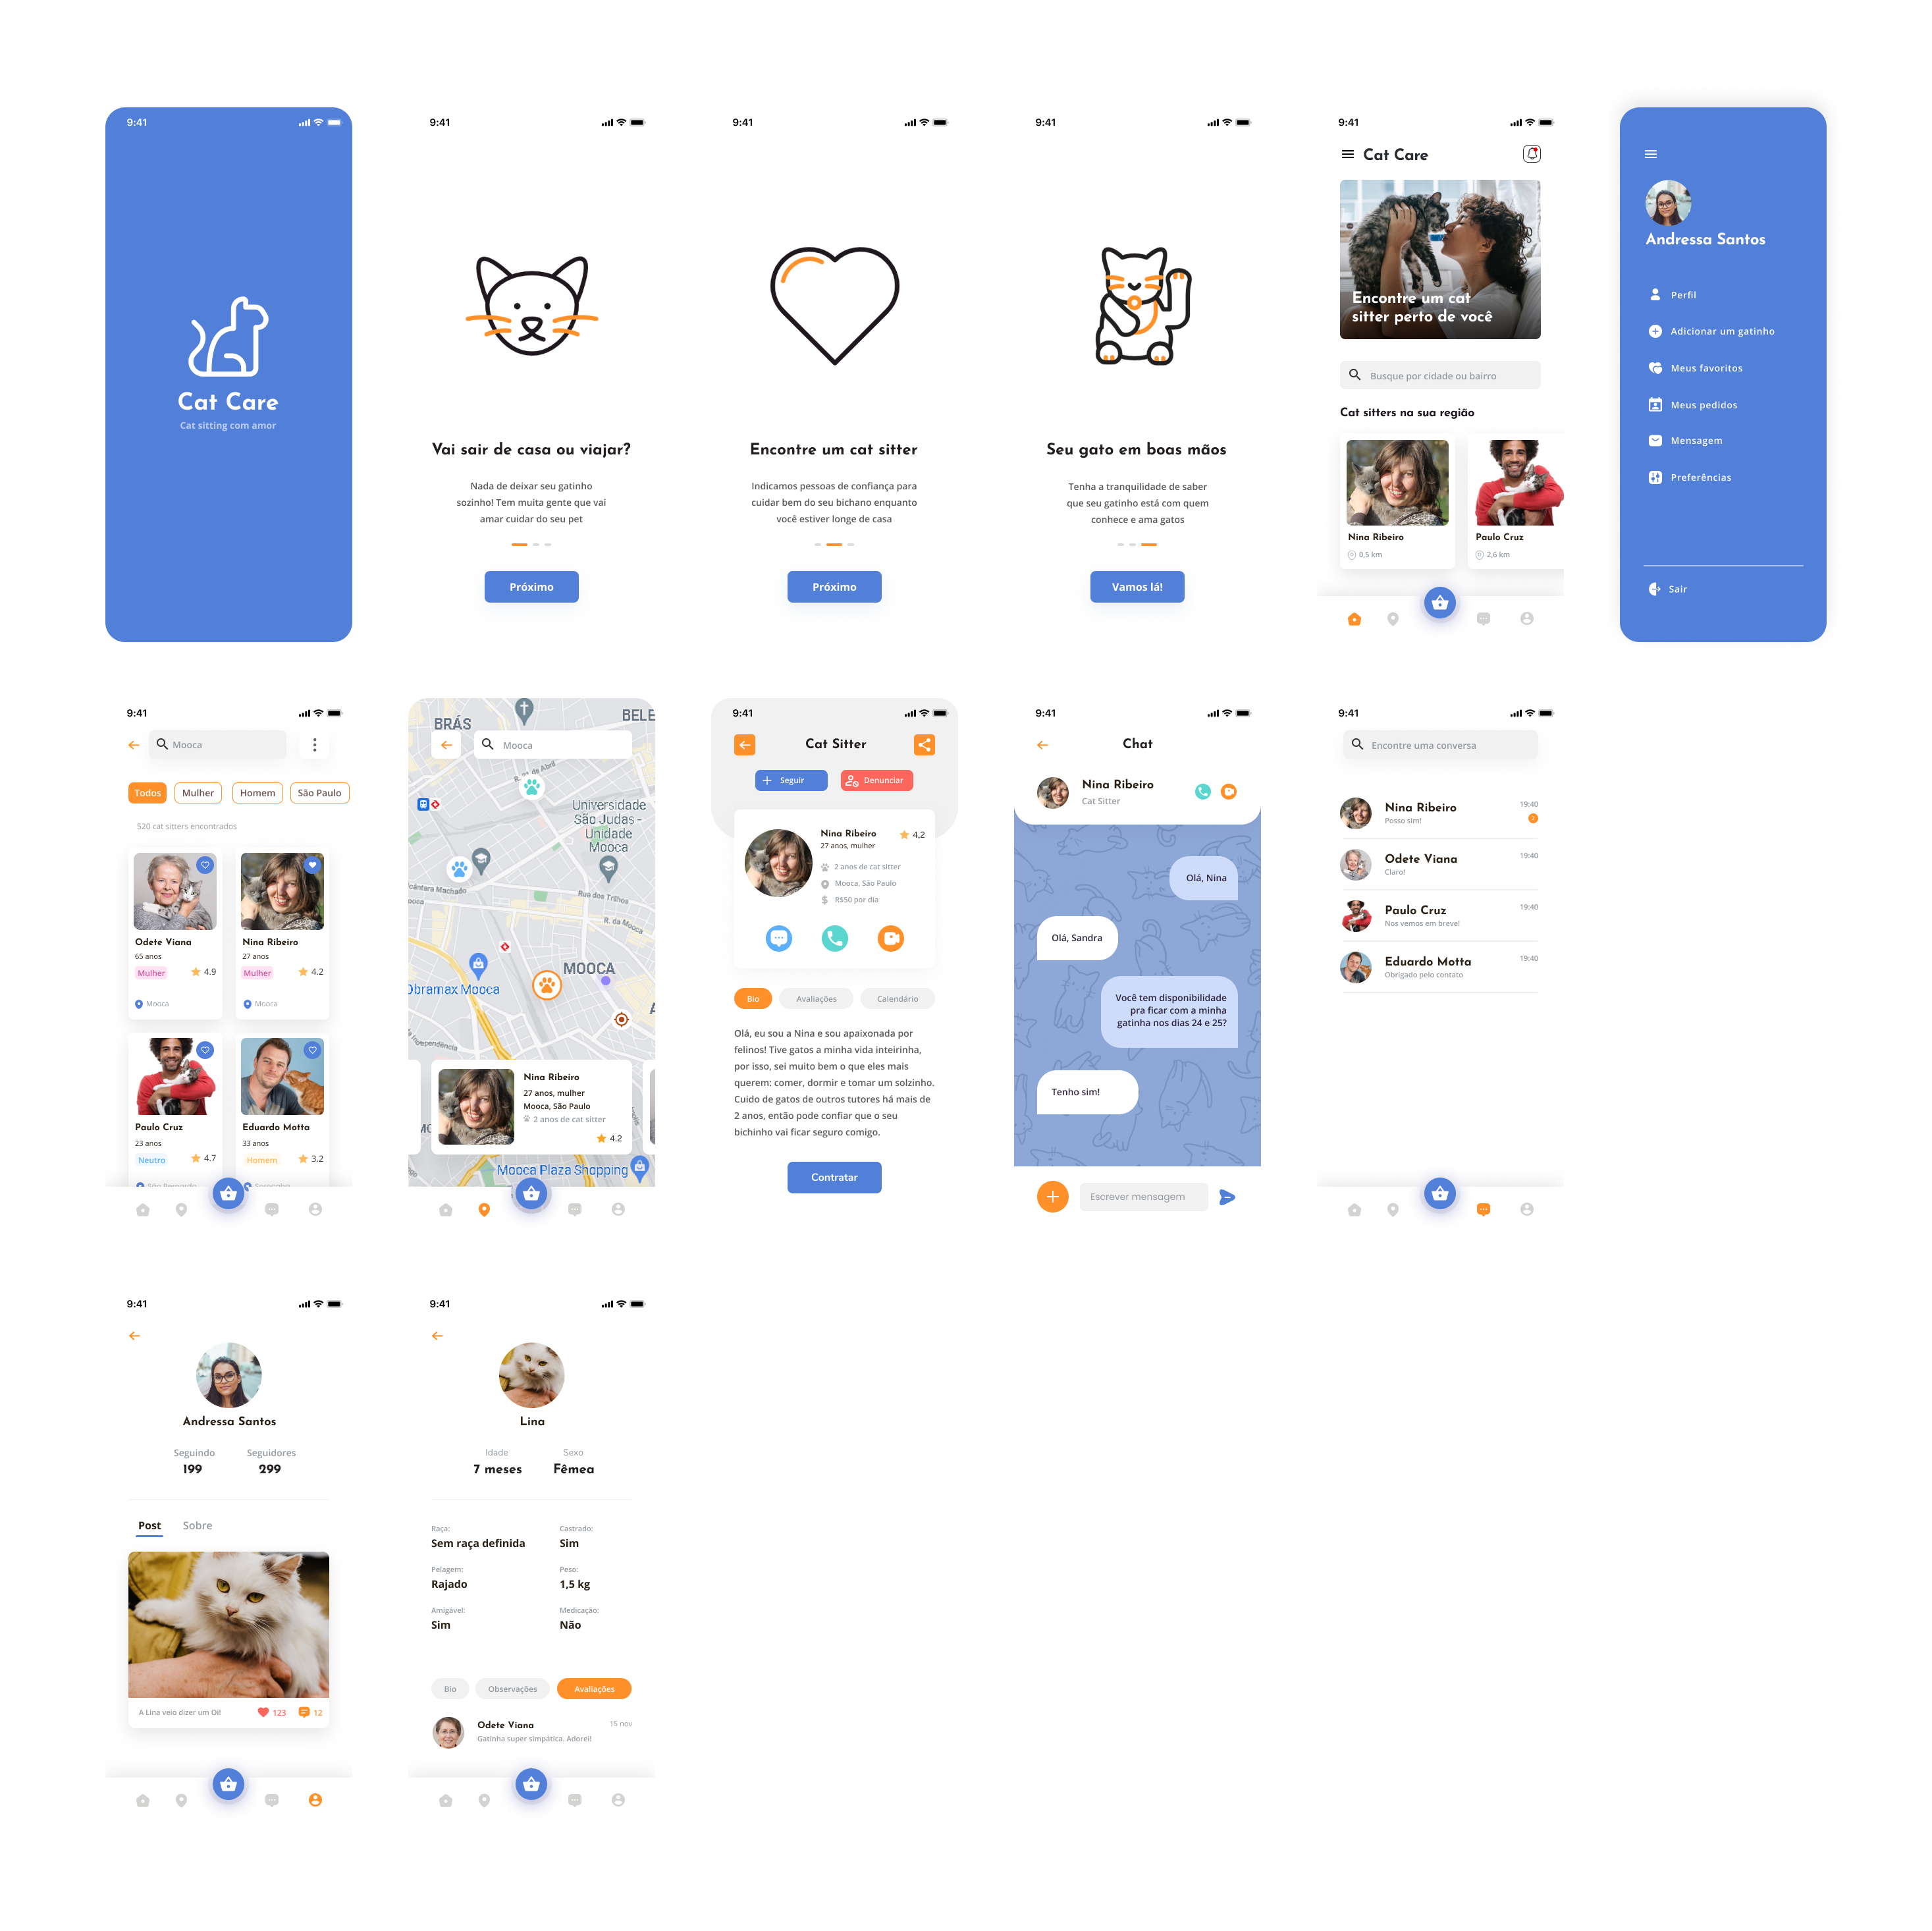 9:41
Cat Care
Cat sitting com amor
9:41
Vai sair de casa ou viajar?
Nada de deixar seu gatinho
sozinho! Tem muita gente que vai
amar cuidar do seu pet
Próximo
9:41
Encontre um cat sitter
Indicamos pessoas de confiança para
cuidar bem do seu bichano enquanto
você estiver longe de casa
Próximo
9:41
Seu gato em boas mãos
Tenha a tranquilidade de saber
que seu gatinho está com quem
conhece e ama gatos
Vamos lá!
9:41
Cat Care
Encontre um cat
sitter perto de você
Busque por cidade ou bairro
Cat sitters na sua região
Nina Ribeiro
0,5 km
Paulo Cruz
2,6 km
Andressa Santos
Perfil
Adicionar um gatinho
Meus favoritos
Meus pedidos
Mensagem
Preferências
Sair
9:41
Mooca
Todos
Mulher
Homem
São Paulo
520 cat sitters encontrados
Odete Viana
65 anos
Mulher
4.9
Mooca
Nina Ribeiro
27 anos
Mulher
4.2
Mooca
Paulo Cruz
23 anos
Neutro
4.7
Eduardo Motta
33 anos
Homem
3.2
BRÁS
BELE
Mooca
R. 21 de Abril
Universidade
São Judas -
Unidade
Mooca
cântara Machado
Rua dos Trilhos
R. da Mooca
MOOCA
Obramax Mooca
ndependência
Nina Ribeiro
27 anos, mulher
Mooca, São Paulo
2 anos de cat sitter
4.2
Mooca Plaza Shopping
9:41
Cat Sitter
Seguir
Denunciar
Nina Ribeiro
4,2
27 anos, mulher
2 anos de cat sitter
Mooca, São Paulo
R$50 por dia
Bio
Avaliações
Calendário
Olá, eu sou a Nina e sou apaixonada por
felinos! Tive gatos a minha vida inteirinha,
por isso, sei muito bem o que eles mais
querem: comer, dormir e tomar um solzinho.
Cuido de gatos de outros tutores há mais de
2 anos, então pode confiar que o seu
bichinho vai ficar seguro comigo.
Contratar
9:41
Chat
Nina Ribeiro
Cat Sitter
Olá, Nina
Olá, Sandra
Você tem disponibilidade
pra ficar com a minha
gatinha nos dias 24 e 25?
Tenho sim!
Escrever mensagem
9:41
Encontre uma conversa
Nina Ribeiro
19:40
Posso sim!
2
Odete Viana
19:40
Claro!
Paulo Cruz
19:40
Nos vemos em breve!
Eduardo Motta
19:40
Obrigado pelo contato
9:41
Andressa Santos
Seguindo
Seguidores
199
299
Post
Sobre
A Lina veio dizer um Oi!
123
12
9:41
Lina
Idade
Sexo
7 meses
Fêmea
Raça:
Castrado:
Sem raça definida
Sim
Pelagem:
Peso:
Rajado
1,5 kg
Amigável:
Medicação:
Sim
Não
Bio
Observações
Avaliações
Odete Viana
15 nov
Gatinha super simpática. Adorei!